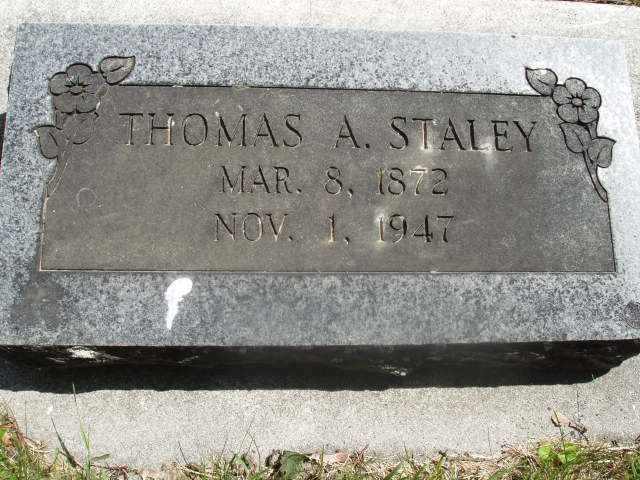 THOMAS A. STALEY
MAR. 8, 1872
NOV. 1, 1947